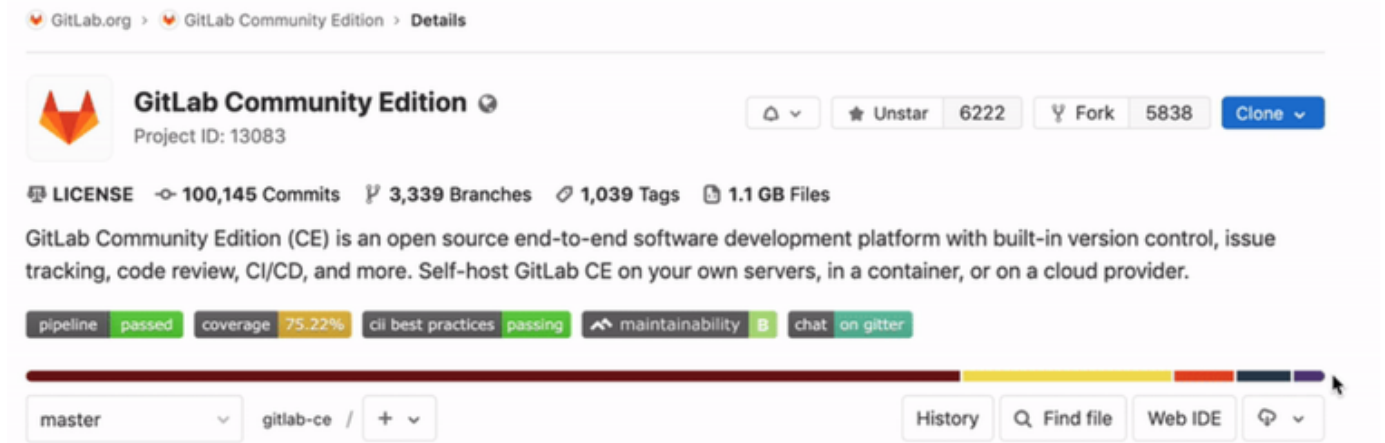 GitLab.org > GitLab Community Edition > Details
GitLab Community Edition
Unstar 6222 Fork 5838 Clone
Project ID: 13083
LICENSE 100,145 Commits 3,339 Branches 1,039 Tags 1.1 GB Files
GitLab Community Edition (CE) is an open source end-to-end software development platform with built-in version control, issue
tracking, code review, CI/CD, and more. Self-host GitLab CE on your own servers, in a container, or on a cloud provider.
pipeline passed coverage 75.22% cii best practices passing maintainability B chat on gitter
master gitlab-ce / + History Find file Web IDE